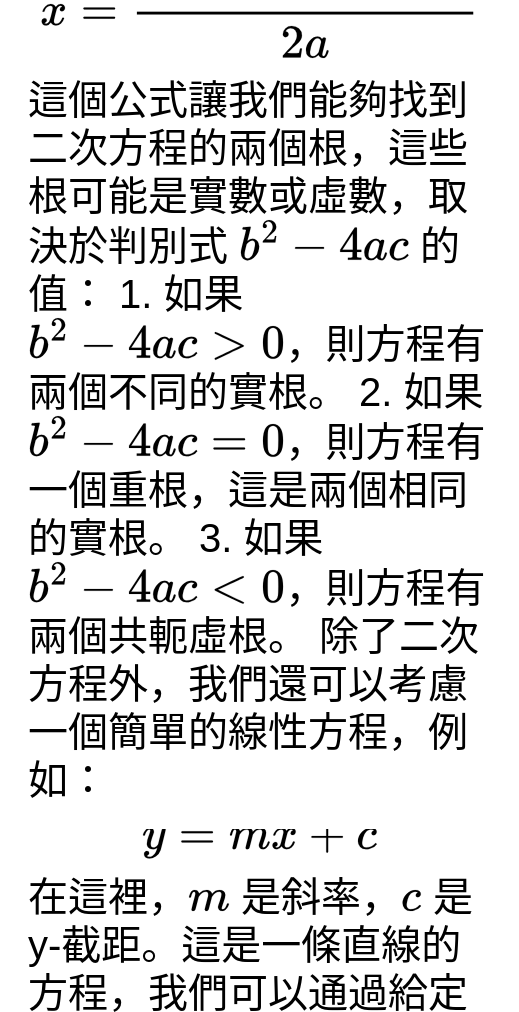 x =
2a
這個公式讓我們能夠找到
二次方程的兩個根，這些
根可能是實數或虛數，取
決於判別式 b² − 4ac 的
值： 1. 如果
b² − 4ac > 0，則方程有
兩個不同的實根。 2. 如果
b² − 4ac = 0，則方程有
一個重根，這是兩個相同
的實根。 3. 如果
b² − 4ac < 0，則方程有
兩個共軛虛根。 除了二次
方程外，我們還可以考慮
一個簡單的線性方程，例
如：
y = mx + c
在這裡，m 是斜率，c 是
y-截距。這是一條直線的
方程，我們可以通過給定